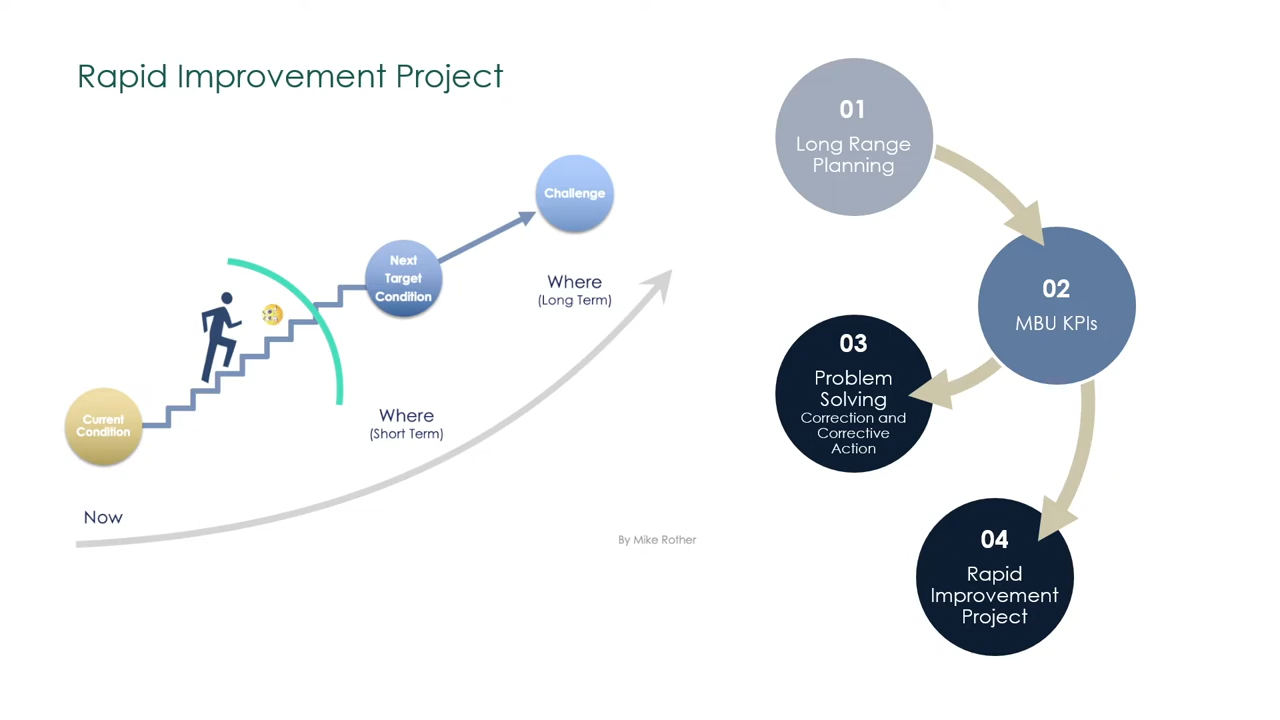 Rapid Improvement Project
Challenge
Next
Target
Condition
Where
(Long Term)
Current
Condition
Where
(Short Term)
Now
By Mike Rother
01
Long Range
Planning
02
MBU KPIs
03
Problem
Solving
Correction and
Corrective
Action
04
Rapid
Improvement
Project